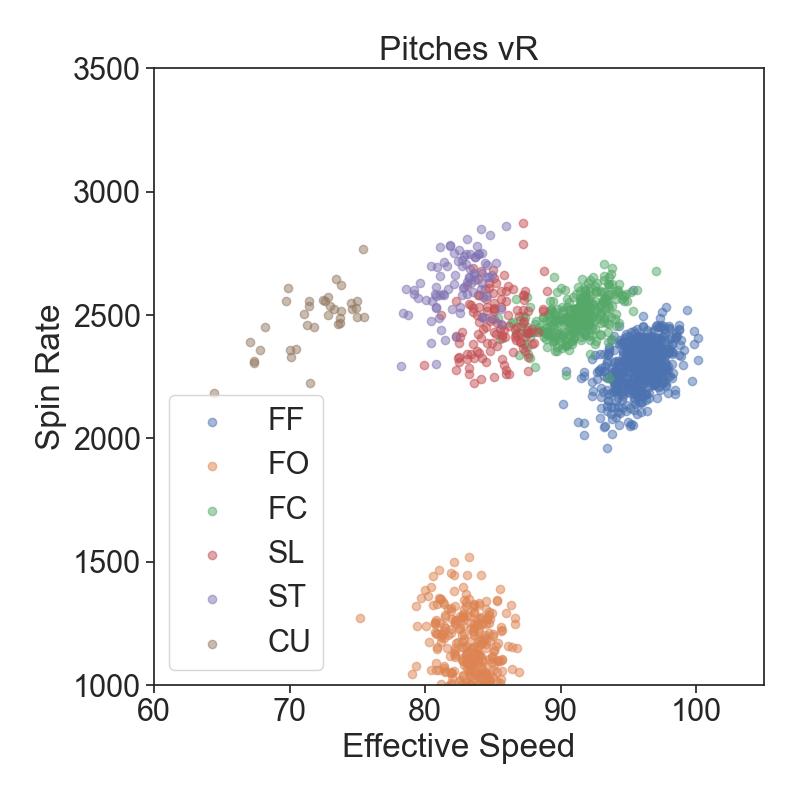 Pitches vR
Spin Rate
3500
3000
2500
2000
1500
1000
FF
FO
FC
SL
ST
CU
60
70
80
90
100
Effective Speed